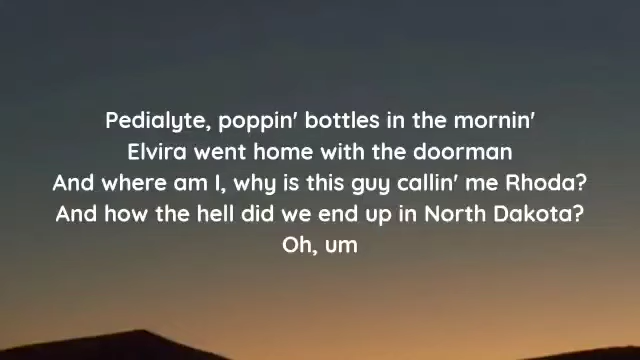 Pedialyte, poppin' bottles in the mornin'
Elvira went home with the doorman
And where am I, why is this guy callin' me Rhoda?
And how the hell did we end up in North Dakota?
Oh, um